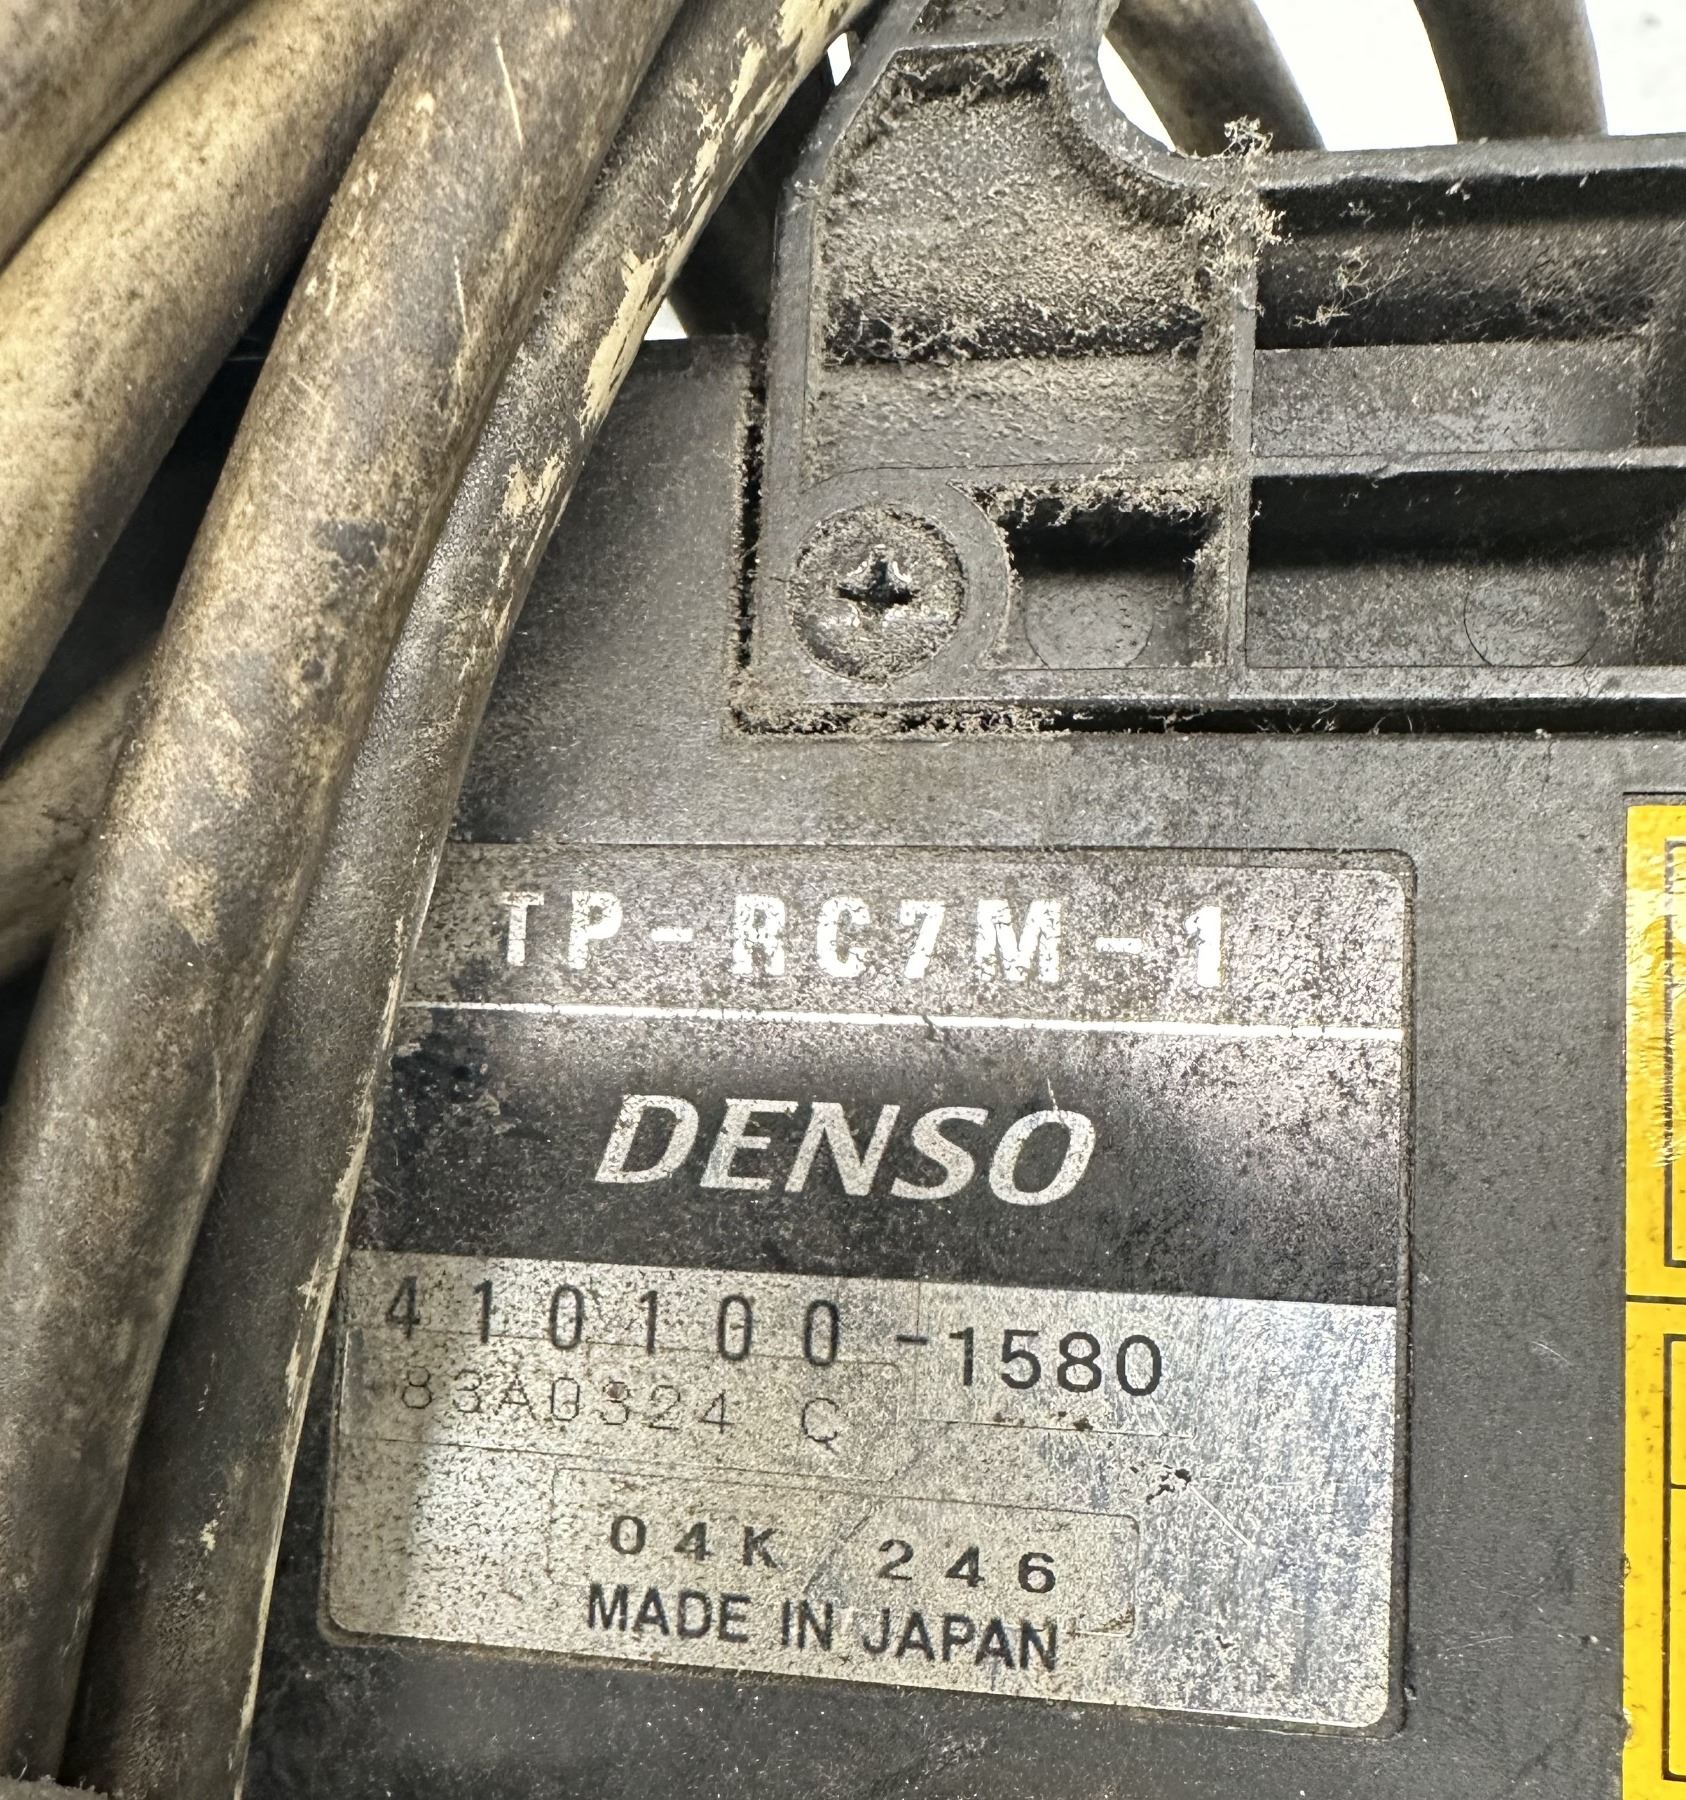 TP-RC7M-1
DENSO
410100-1580
83A0324 Q
04K 246
MADE IN JAPAN